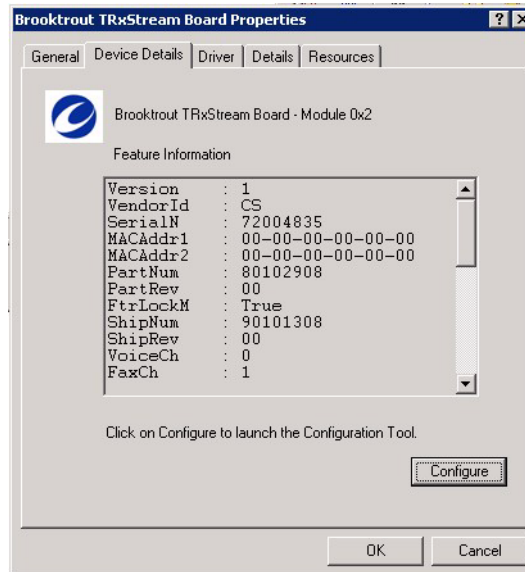 Brooktrout TRxStream Board Properties ? X
General Device Details Driver Details Resources
Brooktrout TRxStream Board - Module 0x2
Feature Information
Version : 1
VendorId : CS
SerialN : 72004835
MACAddr1 : 00-00-00-00-00-00
MACAddr2 : 00-00-00-00-00-00
PartNum : 80102908
PartRev : 00
FtrLockM : True
ShipNum : 90101308
ShipRev : 00
VoiceCh : 0
FaxCh : 1
Click on Configure to launch the Configuration Tool.
Configure
OK Cancel